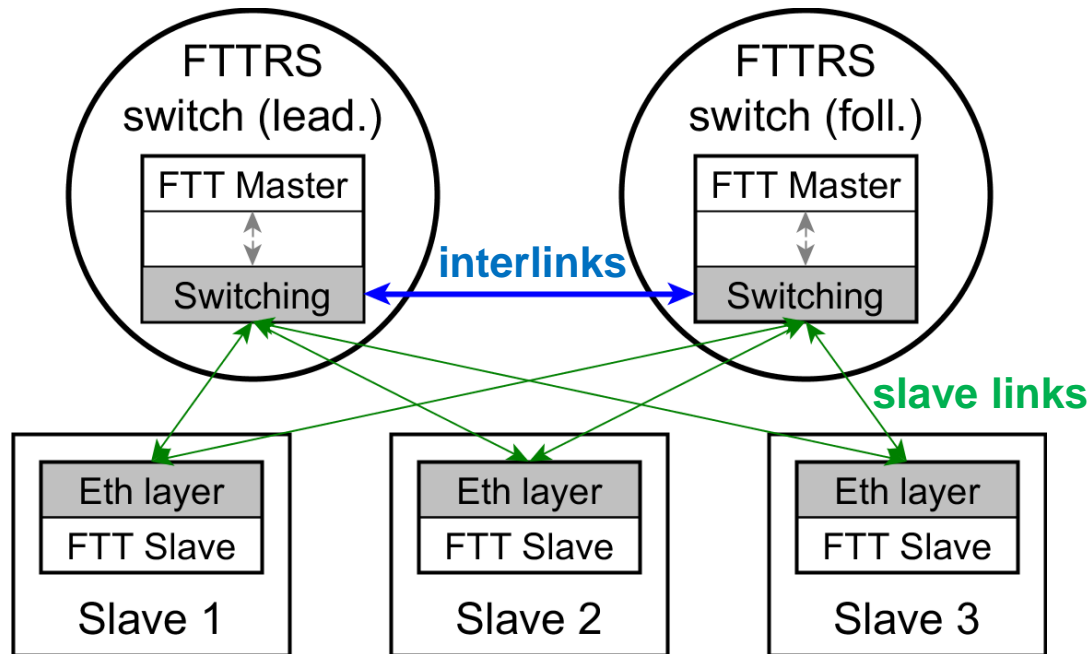 FTTRS
switch (lead.)
FTT Master
Switching
FTTRS
switch (foll.)
FTT Master
Switching
interlinks
slave links
Eth layer
FTT Slave
Slave 1
Eth layer
FTT Slave
Slave 2
Eth layer
FTT Slave
Slave 3